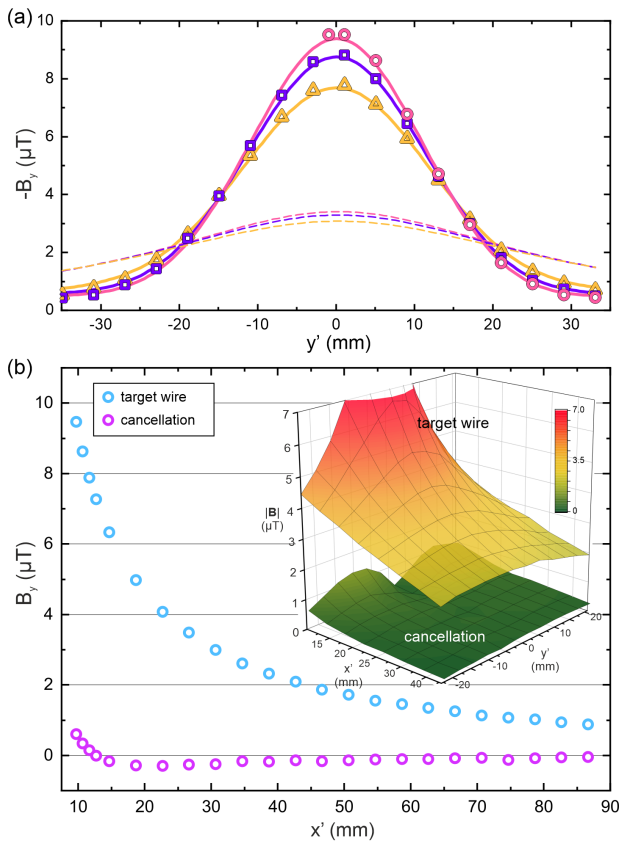 (a)
10
8
6
4
2
0
-B_y (μT)
-30 -20 -10 0 10 20 30
y' (mm)
(b)
10
8
6
4
2
0
B_y (μT)
target wire
cancellation
7
6
5
4
3
2
1
0
|B|
(μT)
target wire
7.0
3.5
0
cancellation
15 20 25 30 40
x'
(mm)
-20 -10 0 10 20
y'
(mm)
10 20 30 40 50 60 70 80 90
x' (mm)